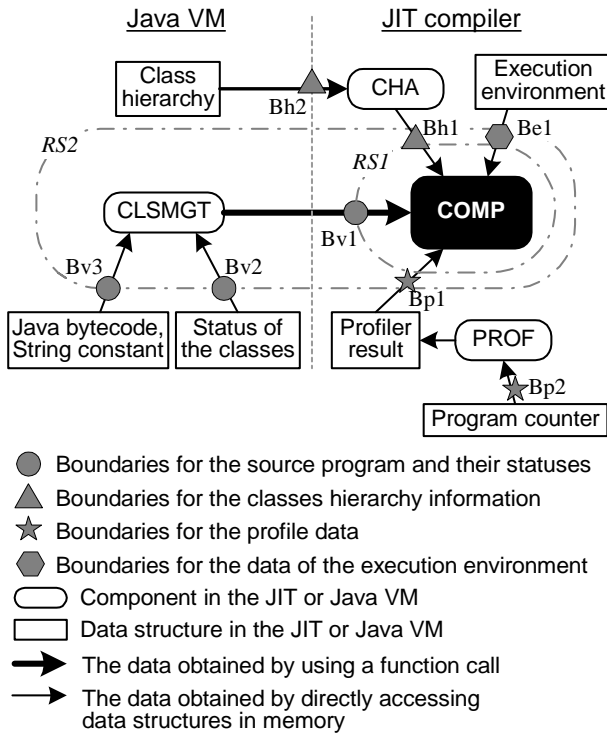 Java VM
JIT compiler
Class
hierarchy
Bh2
CHA
Execution
environment
RS2
RS1
Bh1
Be1
CLSMGT
Bv1
COMP
Bv3
Bv2
Bp1
Java bytecode,
String constant
Status of
the classes
Profiler
result
PROF
Bp2
Program counter
Boundaries for the source program and their statuses
Boundaries for the classes hierarchy information
Boundaries for the profile data
Boundaries for the data of the execution environment
Component in the JIT or Java VM
Data structure in the JIT or Java VM
The data obtained by using a function call
The data obtained by directly accessing
data structures in memory